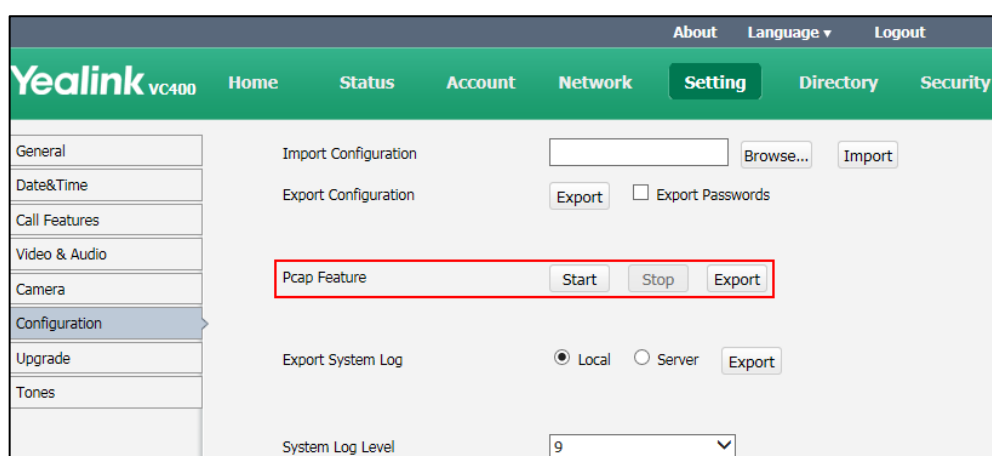 About Language ▾ Logout
Yealink VC400 Home Status Account Network Setting Directory Security
General
Date&Time
Call Features
Video & Audio
Camera
Configuration
Upgrade
Tones
Import Configuration Browse... Import
Export Configuration Export Export Passwords
Pcap Feature Start Stop Export
Export System Log Local Server Export
System Log Level 9